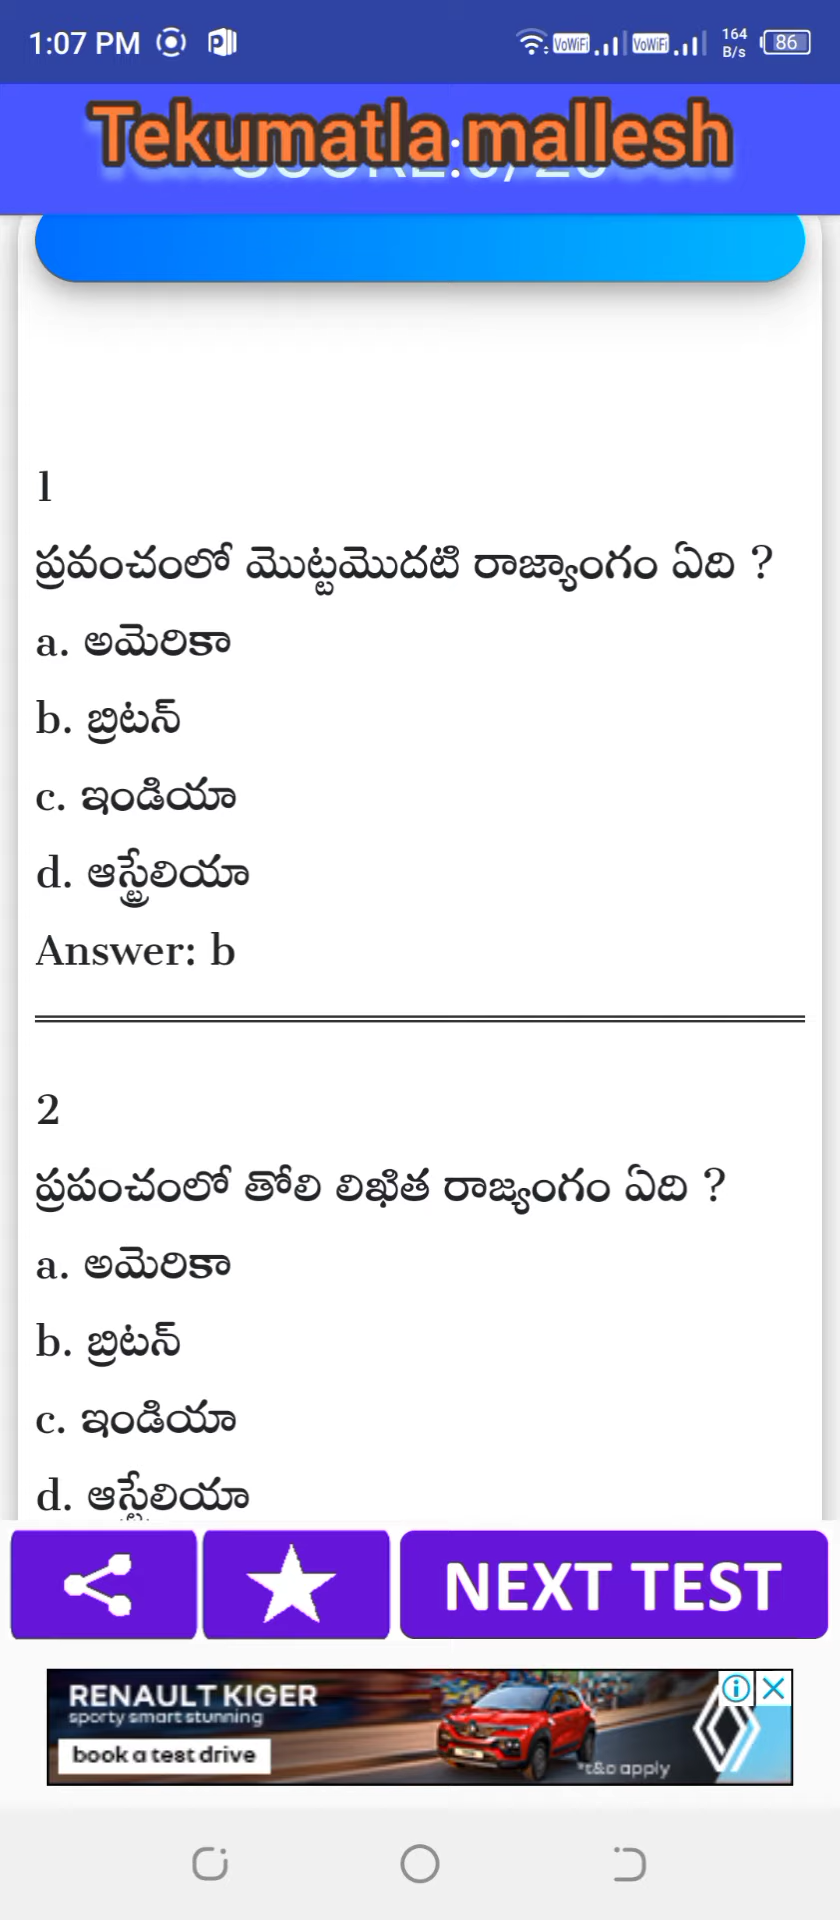 1:07 PM
VoWiFi
VoWiFi
164
B/s
86
Tekumatla mallesh
1
ప్రవంచంలో మొట్టమొదటి రాజ్యాంగం ఏది ?
a. అమెరికా
b. బ్రిటన్
c. ఇండియా
d. ఆస్ట్రేలియా
Answer: b
2
ప్రపంచంలో తోలి లిఖిత రాజ్యంగం ఏది ?
a. అమెరికా
b. బ్రిటన్
c. ఇండియా
d. ఆస్ట్రేలియా
NEXT TEST
RENAULT KIGER
sporty smart stunning
book a test drive
*t&c apply